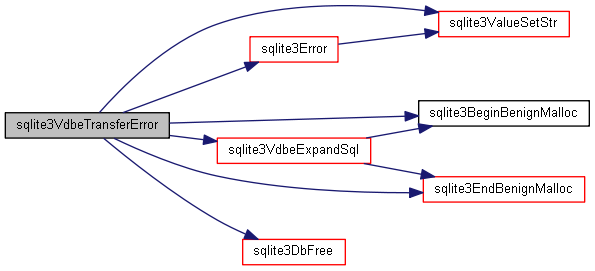 sqlite3ValueSetStr
sqlite3Error
sqlite3VdbeTransferError
sqlite3BeginBenignMalloc
sqlite3VdbeExpandSql
sqlite3EndBenignMalloc
sqlite3DbFree